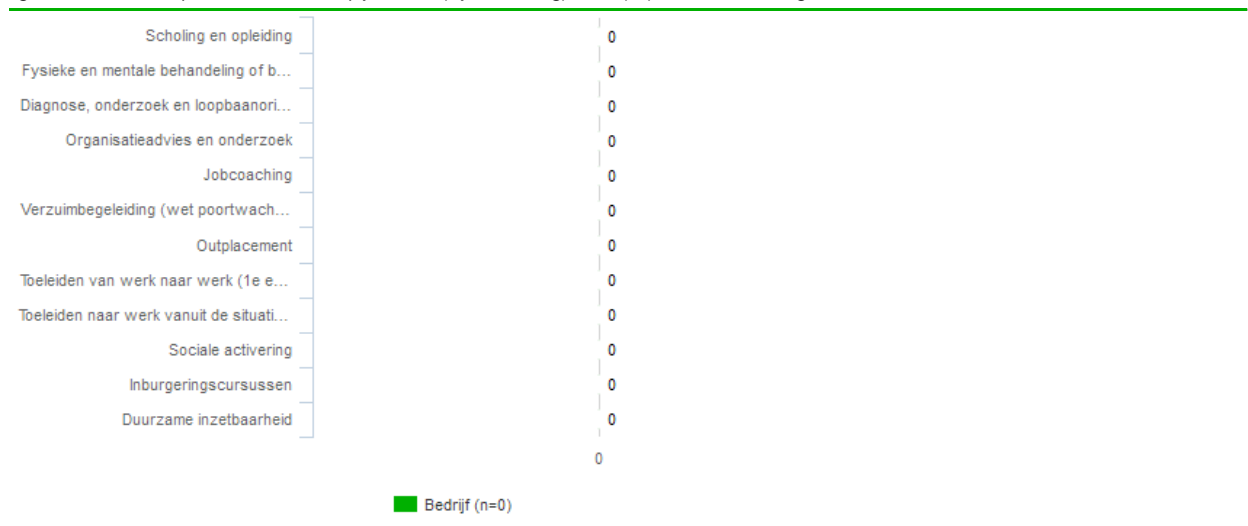 Scholing en opleiding 0
Fysieke en mentale behandeling of b... 0
Diagnose, onderzoek en loopbaanori... 0
Organisatieadvies en onderzoek 0
Jobcoaching 0
Verzuimbegeleiding (wet poortwach... 0
Outplacement 0
Toeleiden van werk naar werk (1e e... 0
Toeleiden naar werk vanuit de situati... 0
Sociale activering 0
Inburgeringscursussen 0
Duurzame inzetbaarheid 0
0
Bedrijf (n=0)